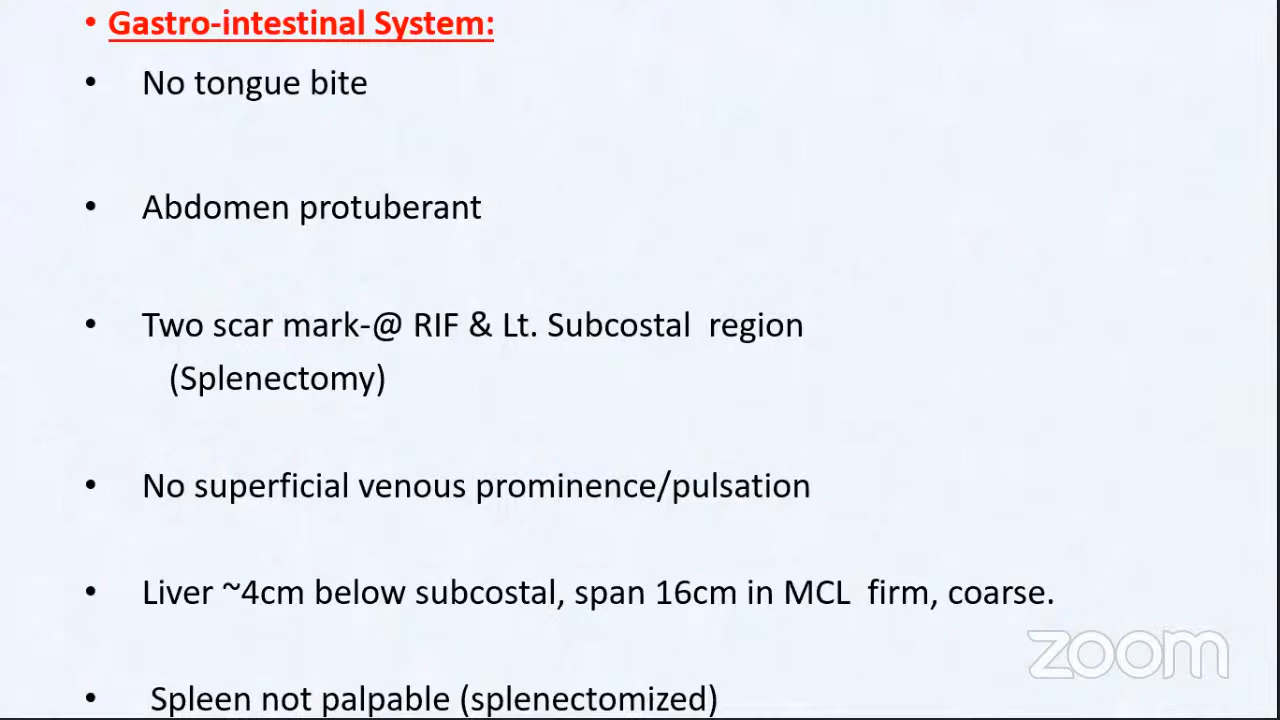 • Gastro-intestinal System:
• No tongue bite
• Abdomen protuberant
• Two scar mark-@ RIF & Lt. Subcostal region
(Splenectomy)
• No superficial venous prominence/pulsation
• Liver ~4cm below subcostal, span 16cm in MCL firm, coarse.
zoom
• Spleen not palpable (splenectomized)